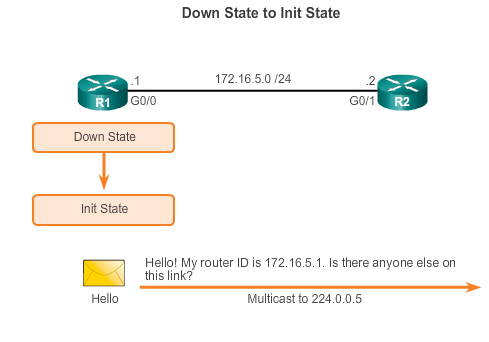 Down State to Init State
172.16.5.0 /24
.1
.2
R1
G0/0
G0/1
R2
Down State
Init State
Hello! My router ID is 172.16.5.1. Is there anyone else on
this link?
Hello
Multicast to 224.0.0.5